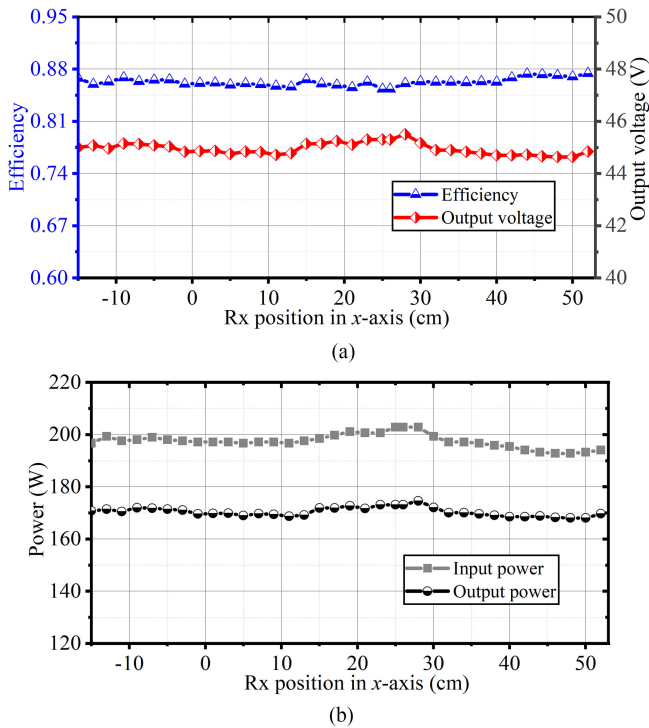 0.95
0.88
0.81
0.74
0.67
0.60
Efficiency
50
48
46
44
42
40
Output voltage (V)
Efficiency
Output voltage
-10 0 10 20 30 40 50
Rx position in x-axis (cm)
(a)
220
200
180
160
140
120
Power (W)
Input power
Output power
-10 0 10 20 30 40 50
Rx position in x-axis (cm)
(b)